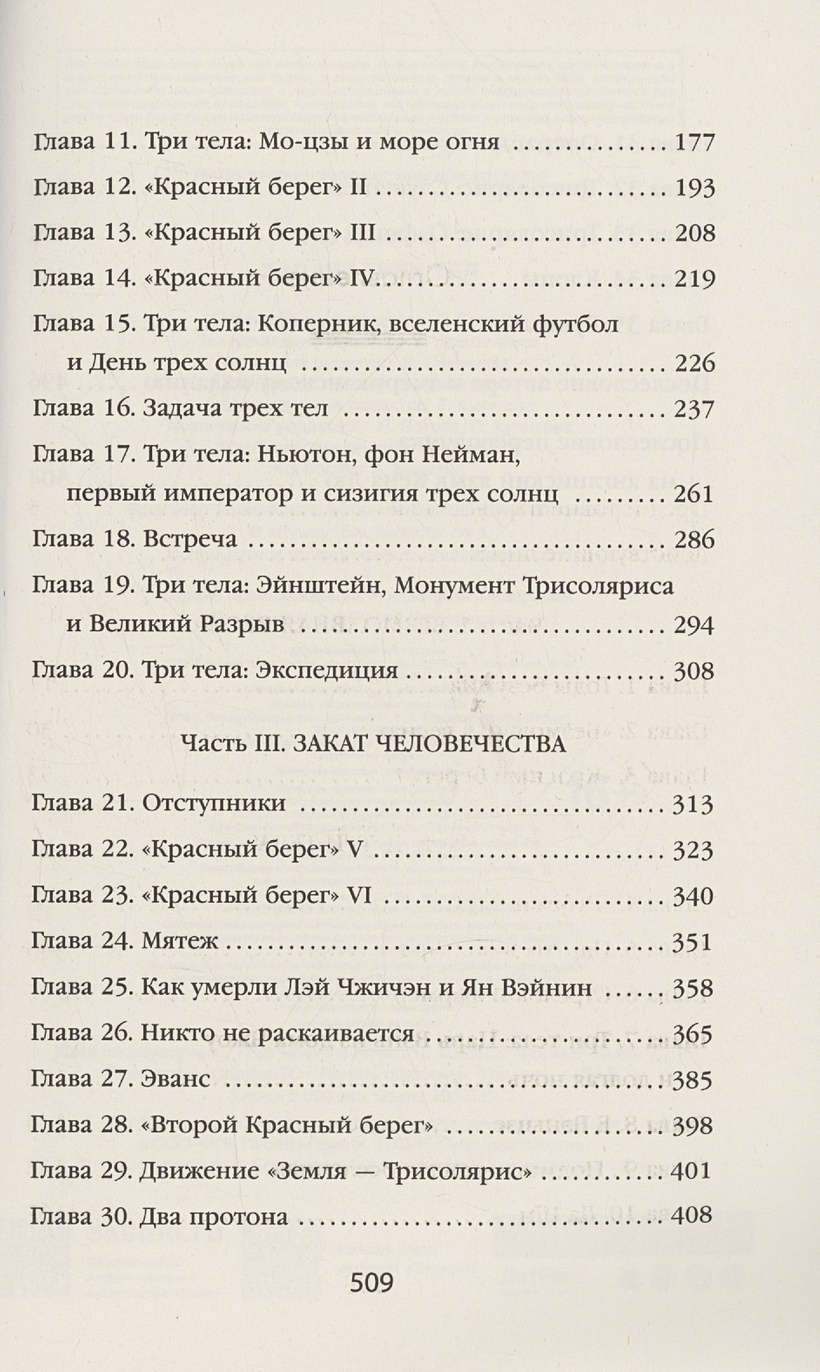 Глава 11. Три тела: Мо-цзы и море огня ............... 177
Глава 12. «Красный берег» II ............................ 193
Глава 13. «Красный берег» III ........................... 208
Глава 14. «Красный берег» IV............................ 219
Глава 15. Три тела: Коперник, вселенский футбол
и День трех солнц ................................... 226
Глава 16. Задача трех тел ............................... 237
Глава 17. Три тела: Ньютон, фон Нейман,
первый император и сизигия трех солнц ......... 261
Глава 18. Встреча ........................................ 286
Глава 19. Три тела: Эйнштейн, Монумент Трисоляриса
и Великий Разрыв ................................... 294
Глава 20. Три тела: Экспедиция ......................... 308
Часть III. ЗАКАТ ЧЕЛОВЕЧЕСТВА
Глава 21. Отступники ................................... 313
Глава 22. «Красный берег» V ............................ 323
Глава 23. «Красный берег» VI ........................... 340
Глава 24. Мятеж .......................................... 351
Глава 25. Как умерли Лэй Чжичэн и Ян Вэйнин ...... 358
Глава 26. Никто не раскаивается ....................... 365
Глава 27. Эванс .......................................... 385
Глава 28. «Второй Красный берег» ..................... 398
Глава 29. Движение «Земля — Трисолярис» ............ 401
Глава 30. Два протона ................................... 408
509